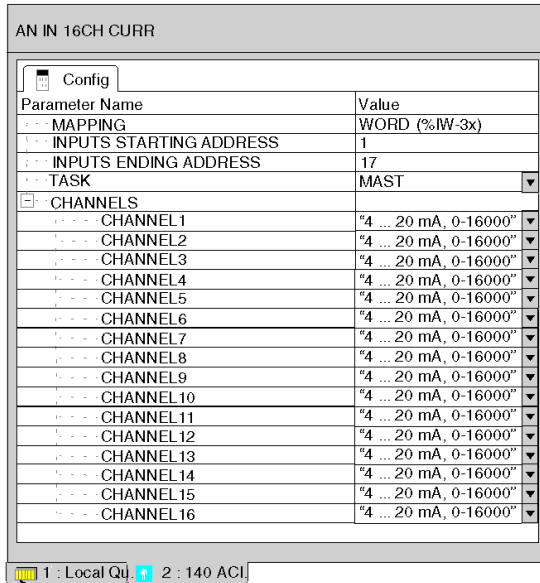 AN IN 16CH CURR
Config
Parameter Name Value
MAPPING WORD (%IW-3x)
INPUTS STARTING ADDRESS 1
INPUTS ENDING ADDRESS 17
TASK MAST
CHANNELS
CHANNEL1 “4 ... 20 mA, 0-16000”
CHANNEL2 “4 ... 20 mA, 0-16000”
CHANNEL3 “4 ... 20 mA, 0-16000”
CHANNEL4 “4 ... 20 mA, 0-16000”
CHANNEL5 “4 ... 20 mA, 0-16000”
CHANNEL6 “4 ... 20 mA, 0-16000”
CHANNEL7 “4 ... 20 mA, 0-16000”
CHANNEL8 “4 ... 20 mA, 0-16000”
CHANNEL9 “4 ... 20 mA, 0-16000”
CHANNEL10 “4 ... 20 mA, 0-16000”
CHANNEL11 “4 ... 20 mA, 0-16000”
CHANNEL12 “4 ... 20 mA, 0-16000”
CHANNEL13 “4 ... 20 mA, 0-16000”
CHANNEL14 “4 ... 20 mA, 0-16000”
CHANNEL15 “4 ... 20 mA, 0-16000”
CHANNEL16 “4 ... 20 mA, 0-16000”
1 : Local Qu. 2 : 140 ACI.